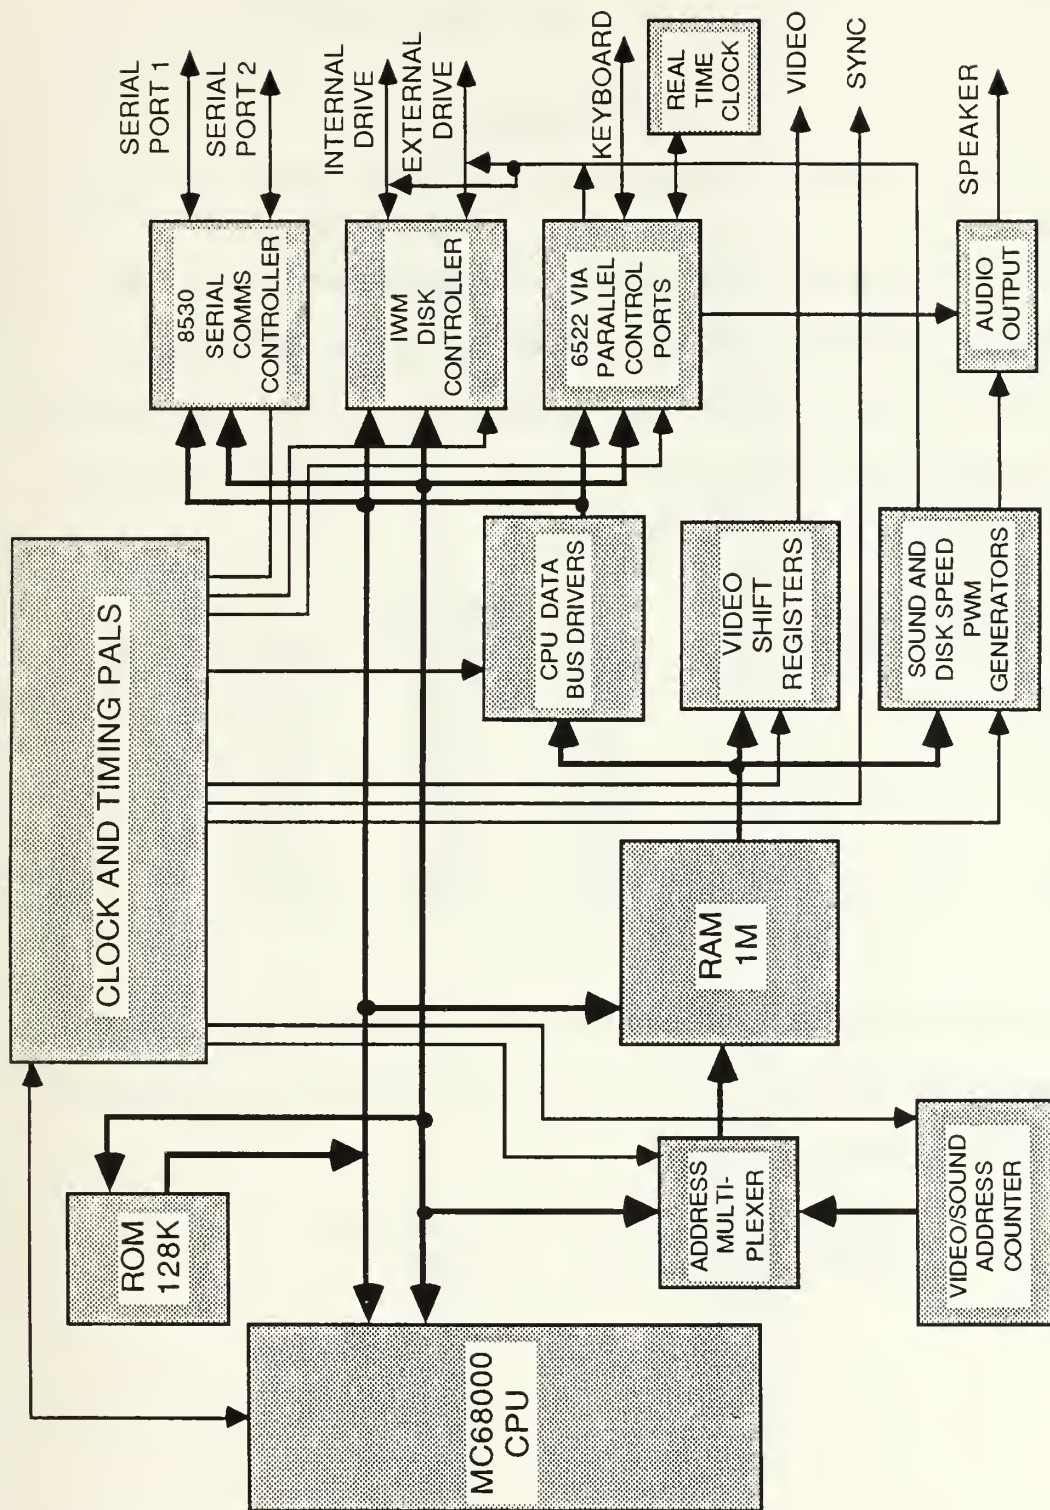 CLOCK AND TIMING PALS
ROM
128K
MC68000
CPU
ADDRESS
MULTI-
PLEXER
VIDEO/SOUND
ADDRESS
COUNTER
RAM
1M
CPU DATA
BUS DRIVERS
VIDEO
SHIFT
REGISTERS
SOUND AND
DISK SPEED
PWM
GENERATORS
8530
SERIAL
COMMS
CONTROLLER
IWM
DISK
CONTROLLER
6522 VIA
PARALLEL
CONTROL
PORTS
AUDIO
OUTPUT
SERIAL
PORT 1
SERIAL
PORT 2
INTERNAL
DRIVE
EXTERNAL
DRIVE
KEYBOARD
REAL
TIME
CLOCK
VIDEO
SYNC
SPEAKER